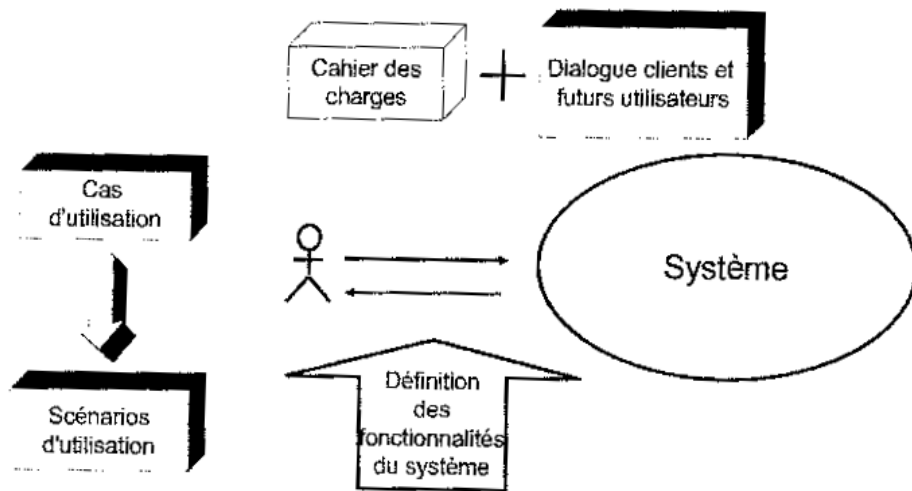 Cahier des
charges
Dialogue clients et
futurs utilisateurs
Cas
d'utilisation
Système
Scénarios
d'utilisation
Définition
des
fonctionnalités
du système